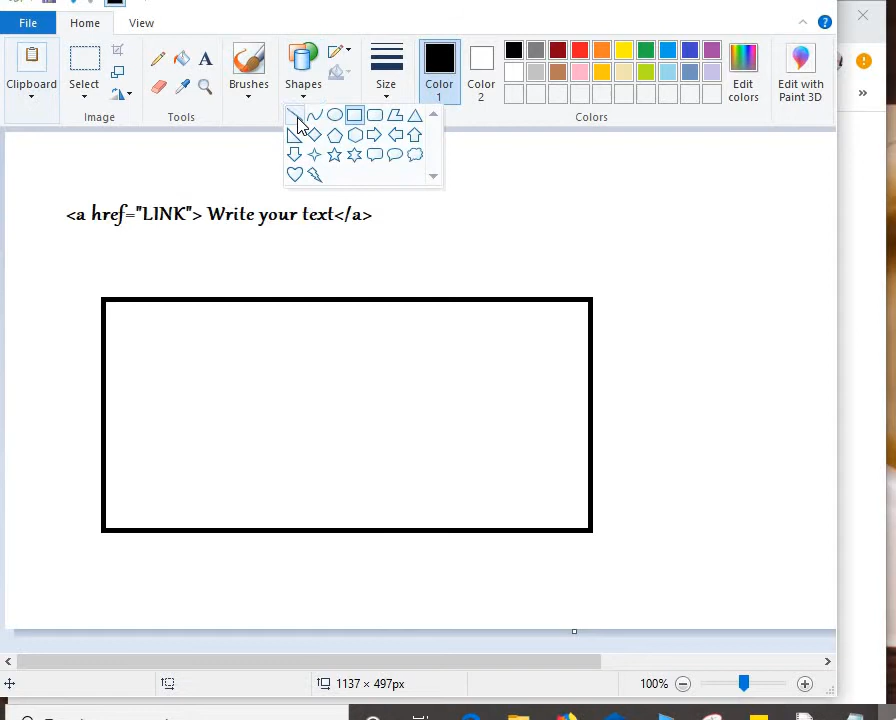 File
Home
View
Clipboard
Select
Brushes
Shapes
Size
Color
1
Color
2
Edit
colors
Edit with
Paint 3D
Image
Tools
Colors
<a href="LINK"> Write your text</a>
1137 × 497px
100%